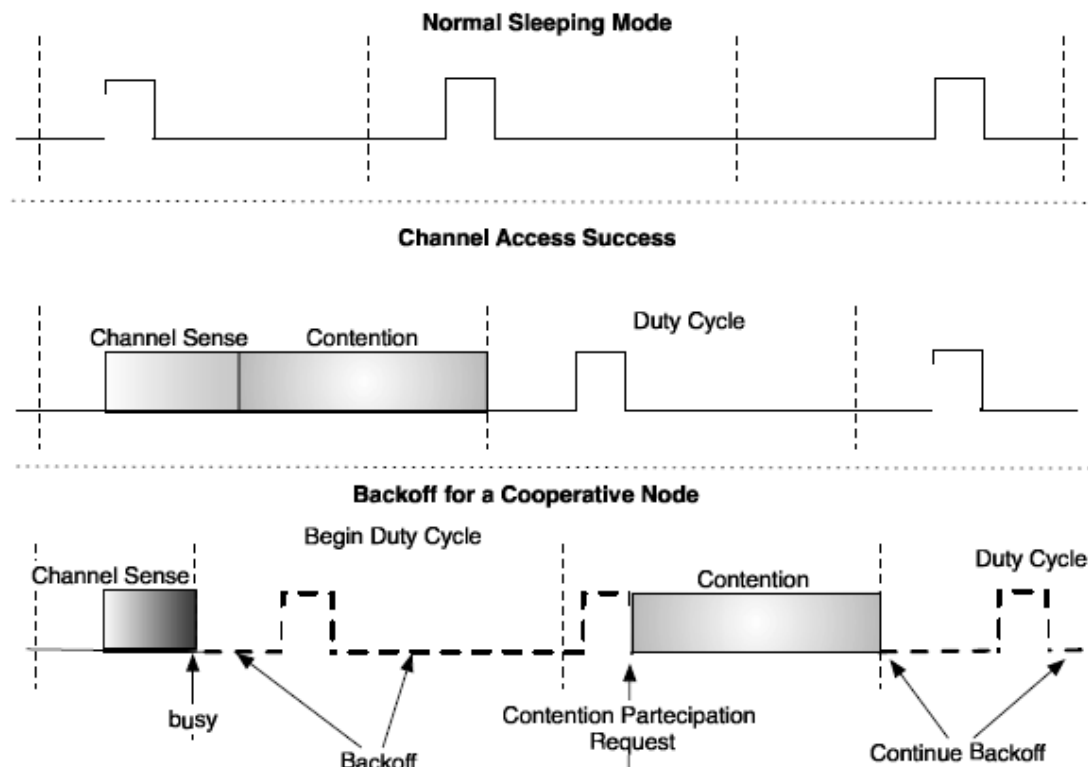 Normal Sleeping Mode
Channel Access Success
Channel Sense
Contention
Duty Cycle
Backoff for a Cooperative Node
Begin Duty Cycle
Channel Sense
Contention
Duty Cycle
busy
Backoff
Contention Partecipation
Request
Continue Backoff